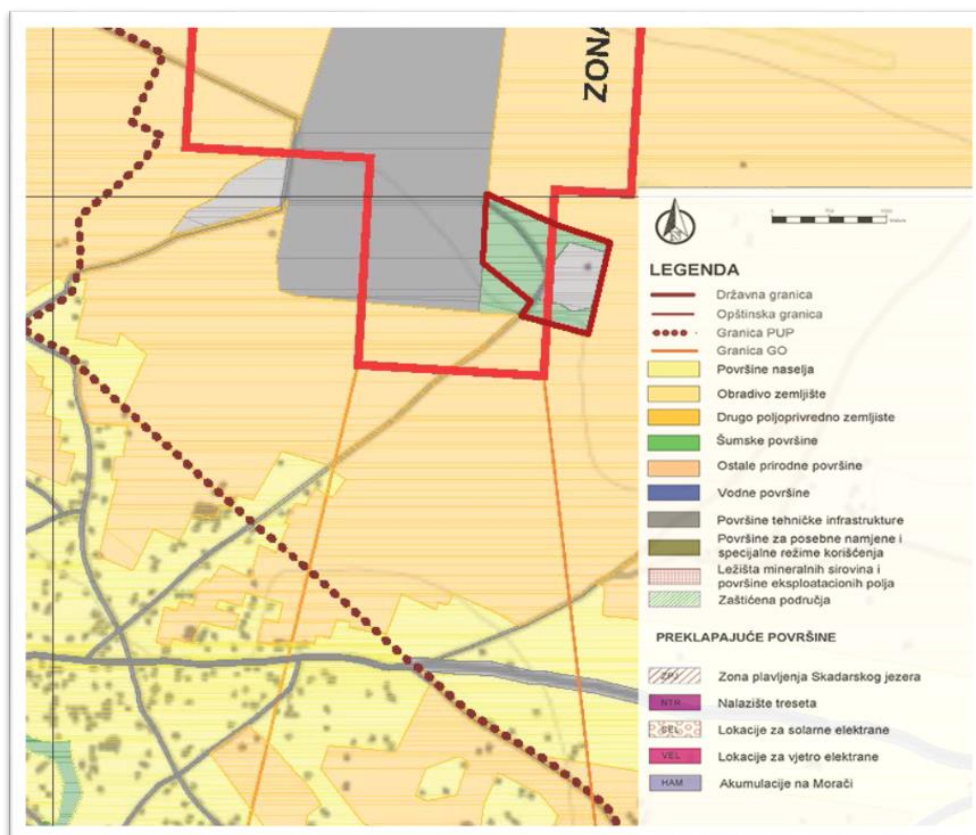 ZONA
LEGENDA
Državna granica
Opštinska granica
Granica PUP
Granica GO
Površine naselja
Obradivo zemljište
Drugo poljoprivredno zemljiste
Šumske površine
Ostale prirodne površine
Vodne površine
Površine tehničke infrastrukture
Površine za posebne namjene i
specijalne režime korišćenja
Ležišta mineralnih sirovina i
površine eksploatacionih polja
Zaštićena područja
PREKLAPAJUĆE POVRŠINE
Zona plavljenja Skadarskog jezera
NTR Nalazište treseta
SEL Lokacije za solarne elektrane
VEL Lokacije za vjetro elektrane
HAM Akumulacije na Morači